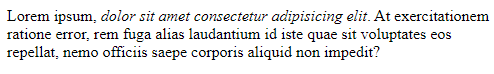 Lorem ipsum, dolor sit amet consectetur adipisicing elit. At exercitationem
ratione error, rem fuga alias laudantium id iste quae sit voluptates eos
repellat, nemo officiis saepe corporis aliquid non impedit?